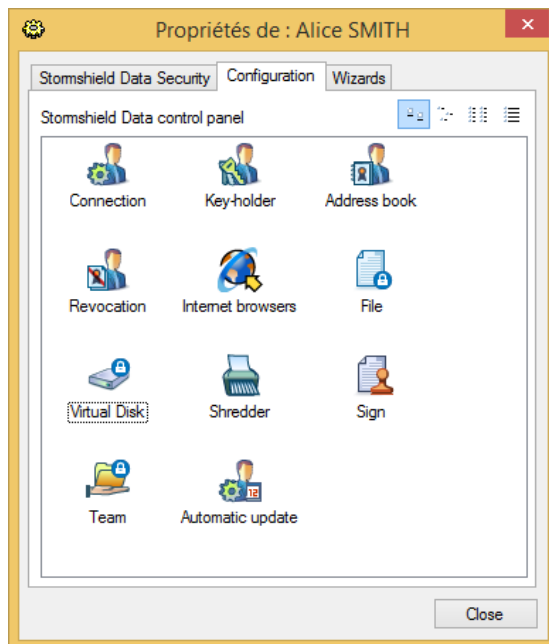 Propriétés de : Alice SMITH
Stormshield Data Security Configuration Wizards
Stormshield Data control panel
Connection Key-holder Address book
Revocation Internet browsers File
Virtual Disk Shredder Sign
12
Team Automatic update
Close